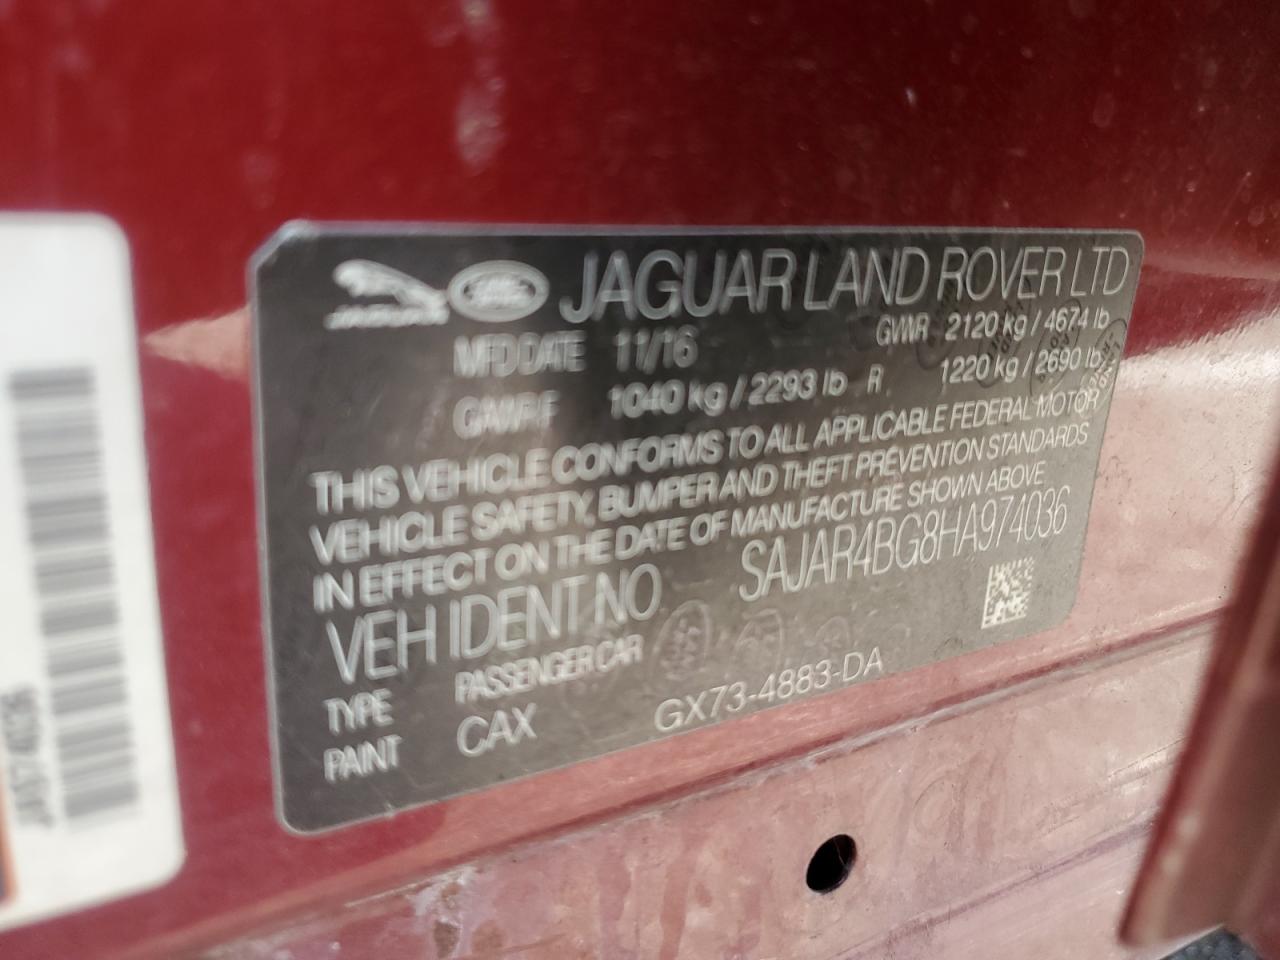 JAGUAR
JAGUAR LAND ROVER LTD
MFD DATE 11/16 GVWR 2120 kg / 4674 lb
GAWR F 1040 kg / 2293 lb R 1220 kg / 2690 lb
THIS VEHICLE CONFORMS TO ALL APPLICABLE FEDERAL MOTOR
VEHICLE SAFETY, BUMPER AND THEFT PREVENTION STANDARDS
IN EFFECT ON THE DATE OF MANUFACTURE SHOWN ABOVE
VEH IDENT NO SAJAR4BG8HA974036
TYPE PASSENGER CAR
PAINT CAX GX73-4883-DA